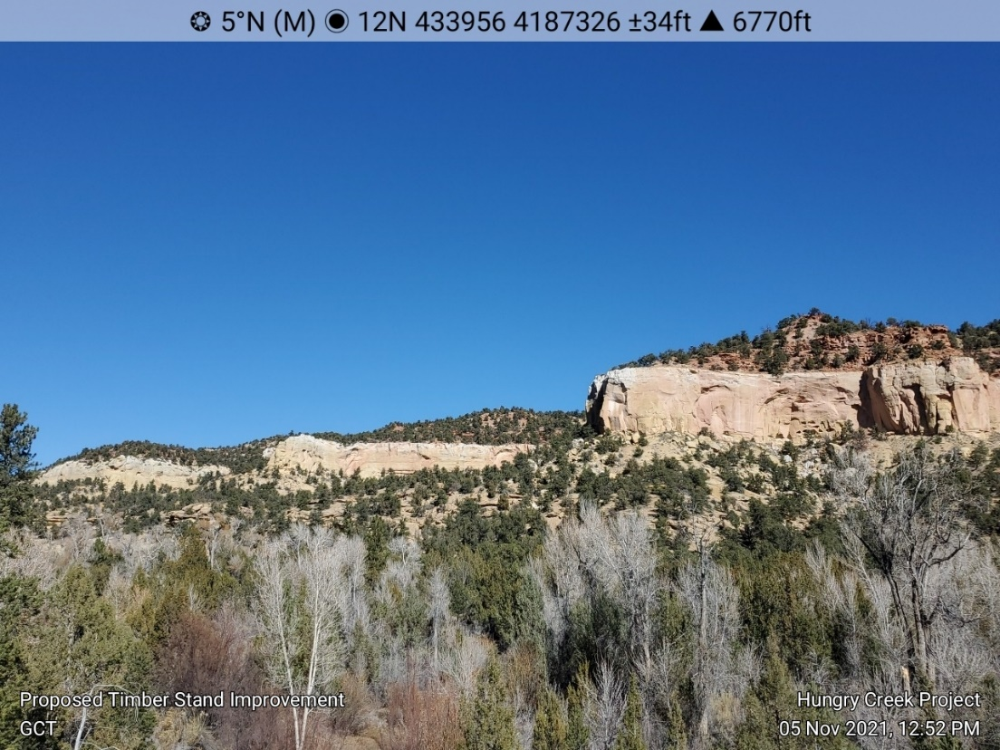 5°N (M) 12N 433956 4187326 ±34ft ▲ 6770ft
Proposed Timber Stand Improvement
GCT
Hungry Creek Project
05 Nov 2021, 12:52 PM